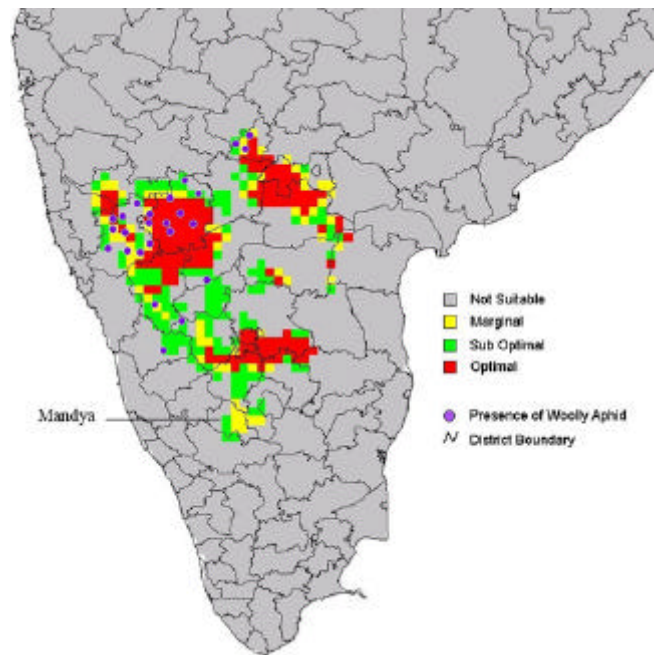 Not Suitable
Marginal
Sub Optimal
Optimal
Mandya
Presence of Woolly Aphid
District Boundary